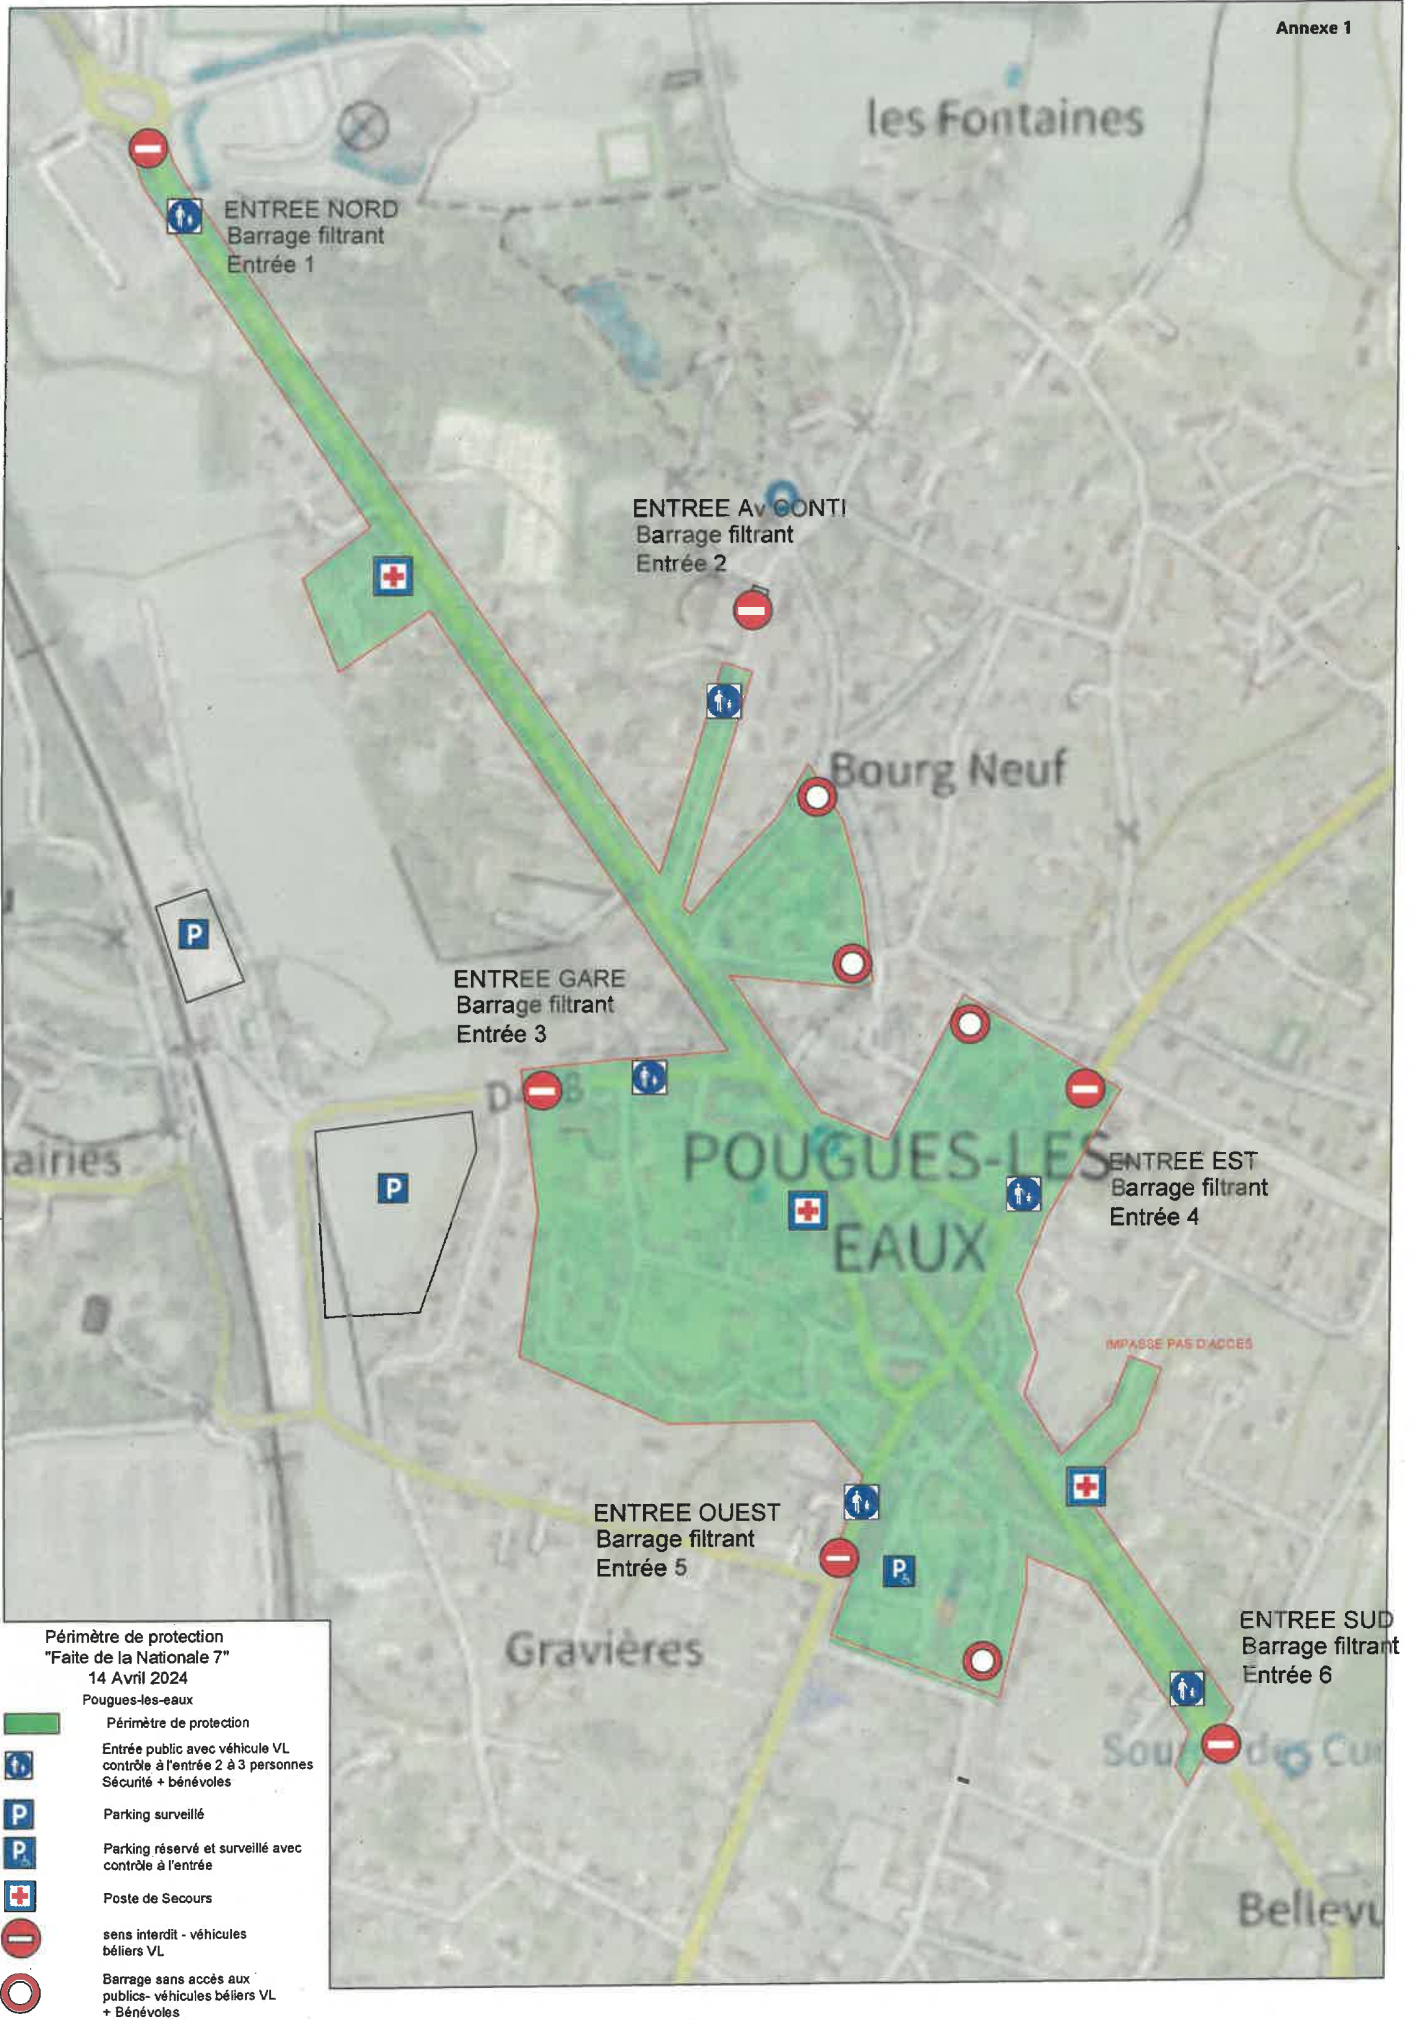 Annexe 1
les Fontaines
ENTREE NORD
Barrage filtrant
Entrée 1
ENTREE Av CONTI
Barrage filtrant
Entrée 2
Bourg Neuf
P
ENTREE GARE
Barrage filtrant
Entrée 3
POUGUES-LES-
EAUX
P
ENTREE EST
Barrage filtrant
Entrée 4
IMPASSE PAS D'ACCES
ENTREE OUEST
Barrage filtrant
Entrée 5
P
Gravières
ENTREE SUD
Barrage filtrant
Entrée 6
Périmètre de protection
"Faite de la Nationale 7"
14 Avril 2024
Pougues-les-eaux
Périmètre de protection
Entrée public avec véhicule VL
contrôle à l'entrée 2 à 3 personnes
Sécurité + bénévoles
P
Parking surveillé
P
Parking réservé et surveillé avec
contrôle à l'entrée
Poste de Secours
sens interdit - véhicules
béliers VL
Barrage sans accès aux
publics- véhicules béliers VL
+ Bénévoles